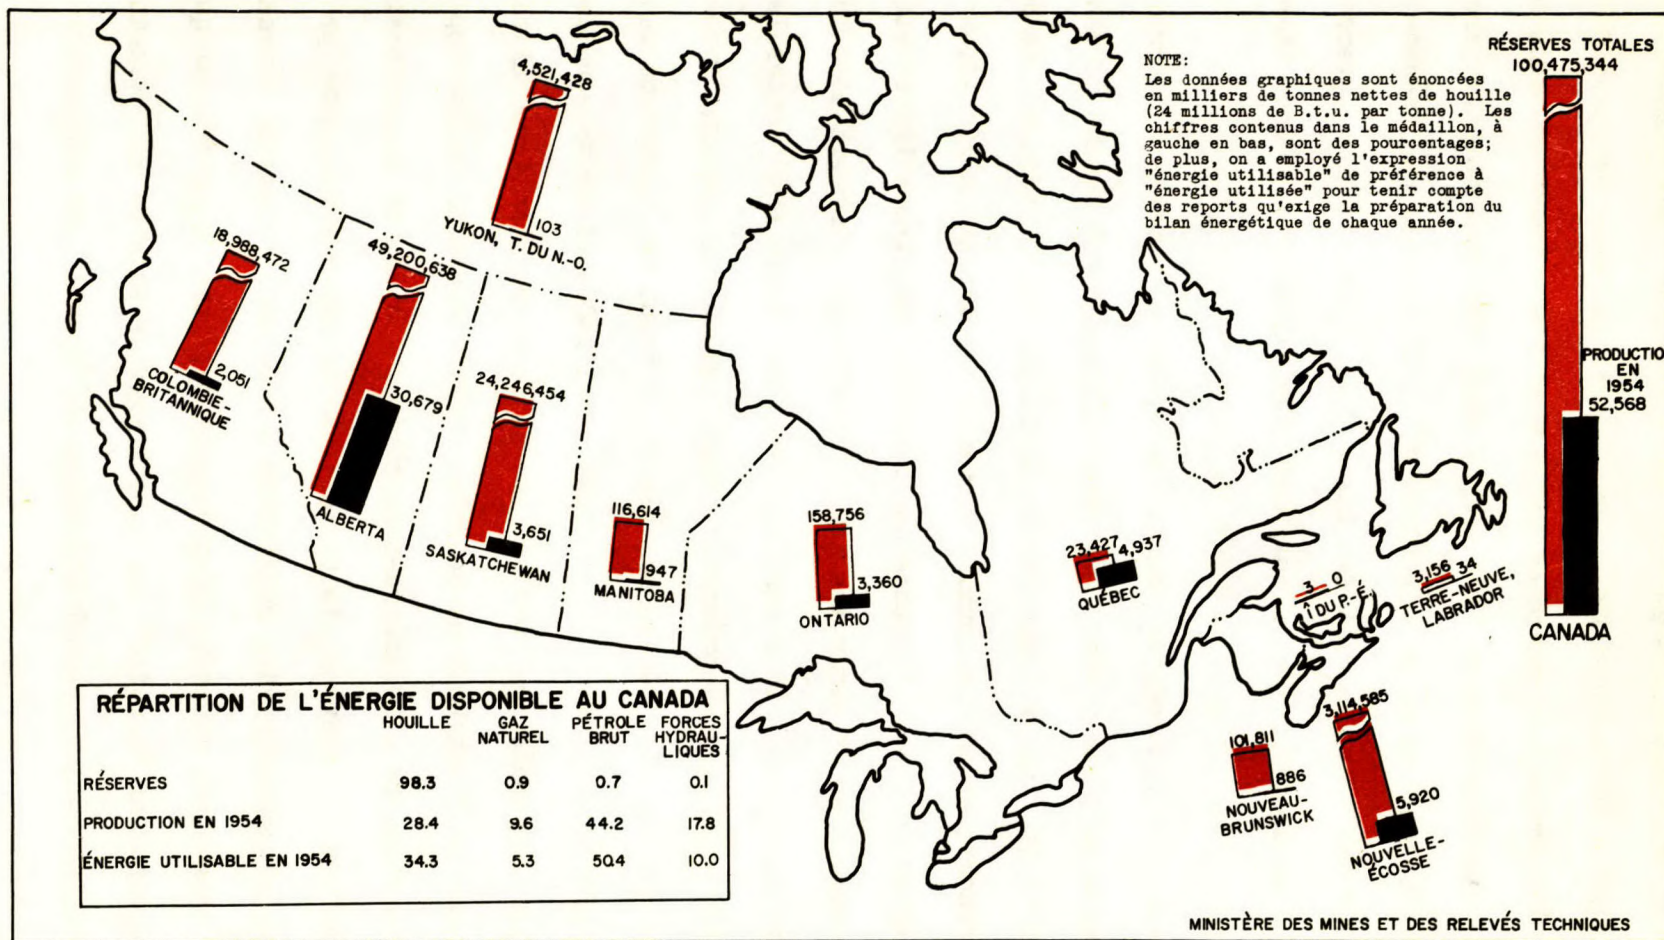 NOTE:
Les données graphiques sont énoncées
en milliers de tonnes nettes de houille
(24 millions de B.t.u. par tonne). Les
chiffres contenus dans le médaillon, à
gauche en bas, sont des pourcentages;
de plus, on a employé l'expression
"énergie utilisable" de préférence à
"énergie utilisée" pour tenir compte
des reports qu'exige la préparation du
bilan énergétique de chaque année.
RÉSERVES TOTALES
100,475,344
PRODUCTIO
EN
1954
52,568
CANADA
4,521,428
103
YUKON, T. DU N.-O.
18,988,472
2,051
COLOMBIE-
BRITANNIQUE
49,200,638
30,679
ALBERTA
24,246,454
3,651
SASKATCHEWAN
116,614
947
MANITOBA
158,756
3,360
ONTARIO
23,427
4,937
QUÉBEC
3 0
Î DU P.-É.
3,156 34
TERRE-NEUVE,
LABRADOR
101,811
886
NOUVEAU-
BRUNSWICK
3,114,585
5,920
NOUVELLE-
ÉCOSSE
RÉPARTITION DE L'ÉNERGIE DISPONIBLE AU CANADA
HOUILLE GAZ PÉTROLE FORCES
NATUREL BRUT HYDRAU-
LIQUES
RÉSERVES 98.3 0.9 0.7 0.1
PRODUCTION EN 1954 28.4 9.6 44.2 17.8
ÉNERGIE UTILISABLE EN 1954 34.3 5.3 50.4 10.0
MINISTÈRE DES MINES ET DES RELEVÉS TECHNIQUES